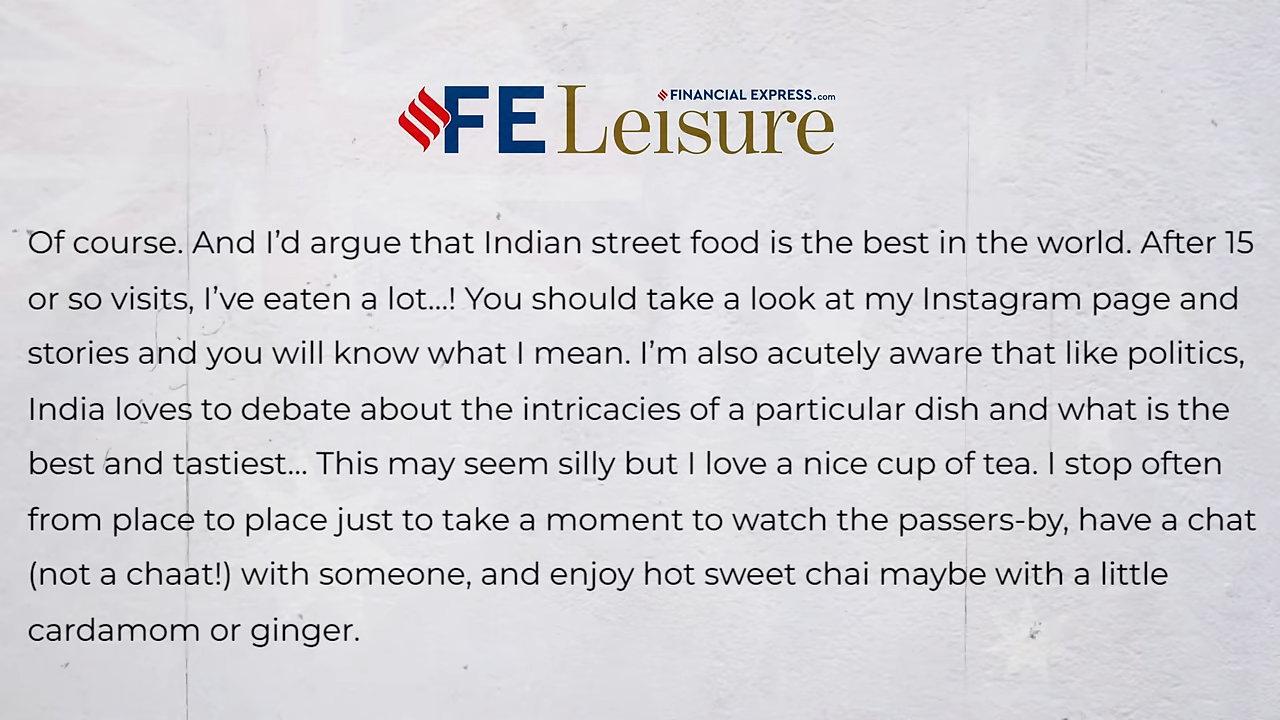 FE Leisure
FINANCIAL EXPRESS.com
Of course. And I’d argue that Indian street food is the best in the world. After 15
or so visits, I’ve eaten a lot...! You should take a look at my Instagram page and
stories and you will know what I mean. I’m also acutely aware that like politics,
India loves to debate about the intricacies of a particular dish and what is the
best and tastiest... This may seem silly but I love a nice cup of tea. I stop often
from place to place just to take a moment to watch the passers-by, have a chat
(not a chaat!) with someone, and enjoy hot sweet chai maybe with a little
cardamom or ginger.